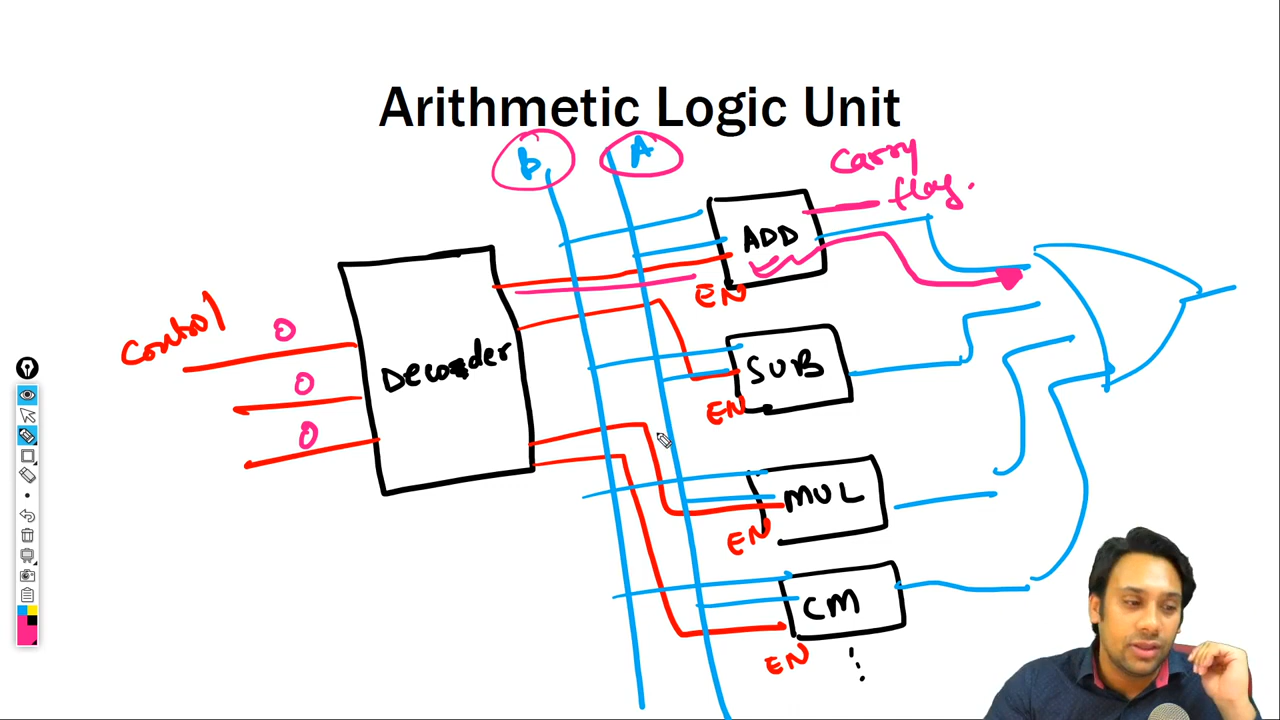 Arithmetic Logic Unit
B
A
carry
flag.
ADD
EN
control
0
0
0
Decoder
SUB
EN
MUL
EN
CM
EN